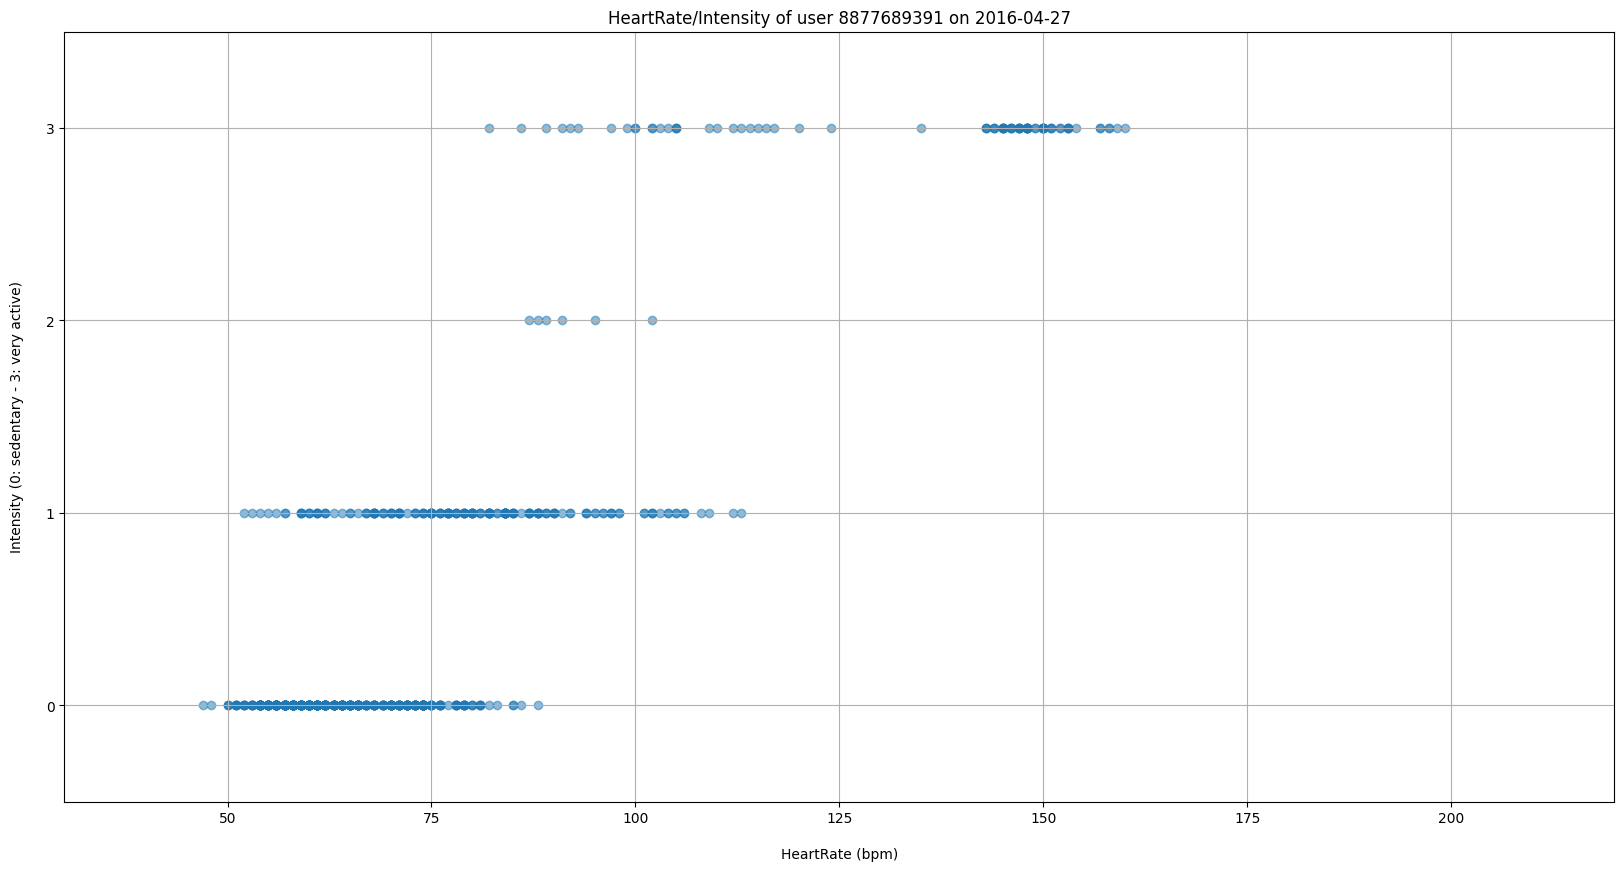 HeartRate/Intensity of user 8877689391 on 2016-04-27
Intensity (0: sedentary - 3: very active)
3
2
1
0
50 75 100 125 150 175 200
HeartRate (bpm)